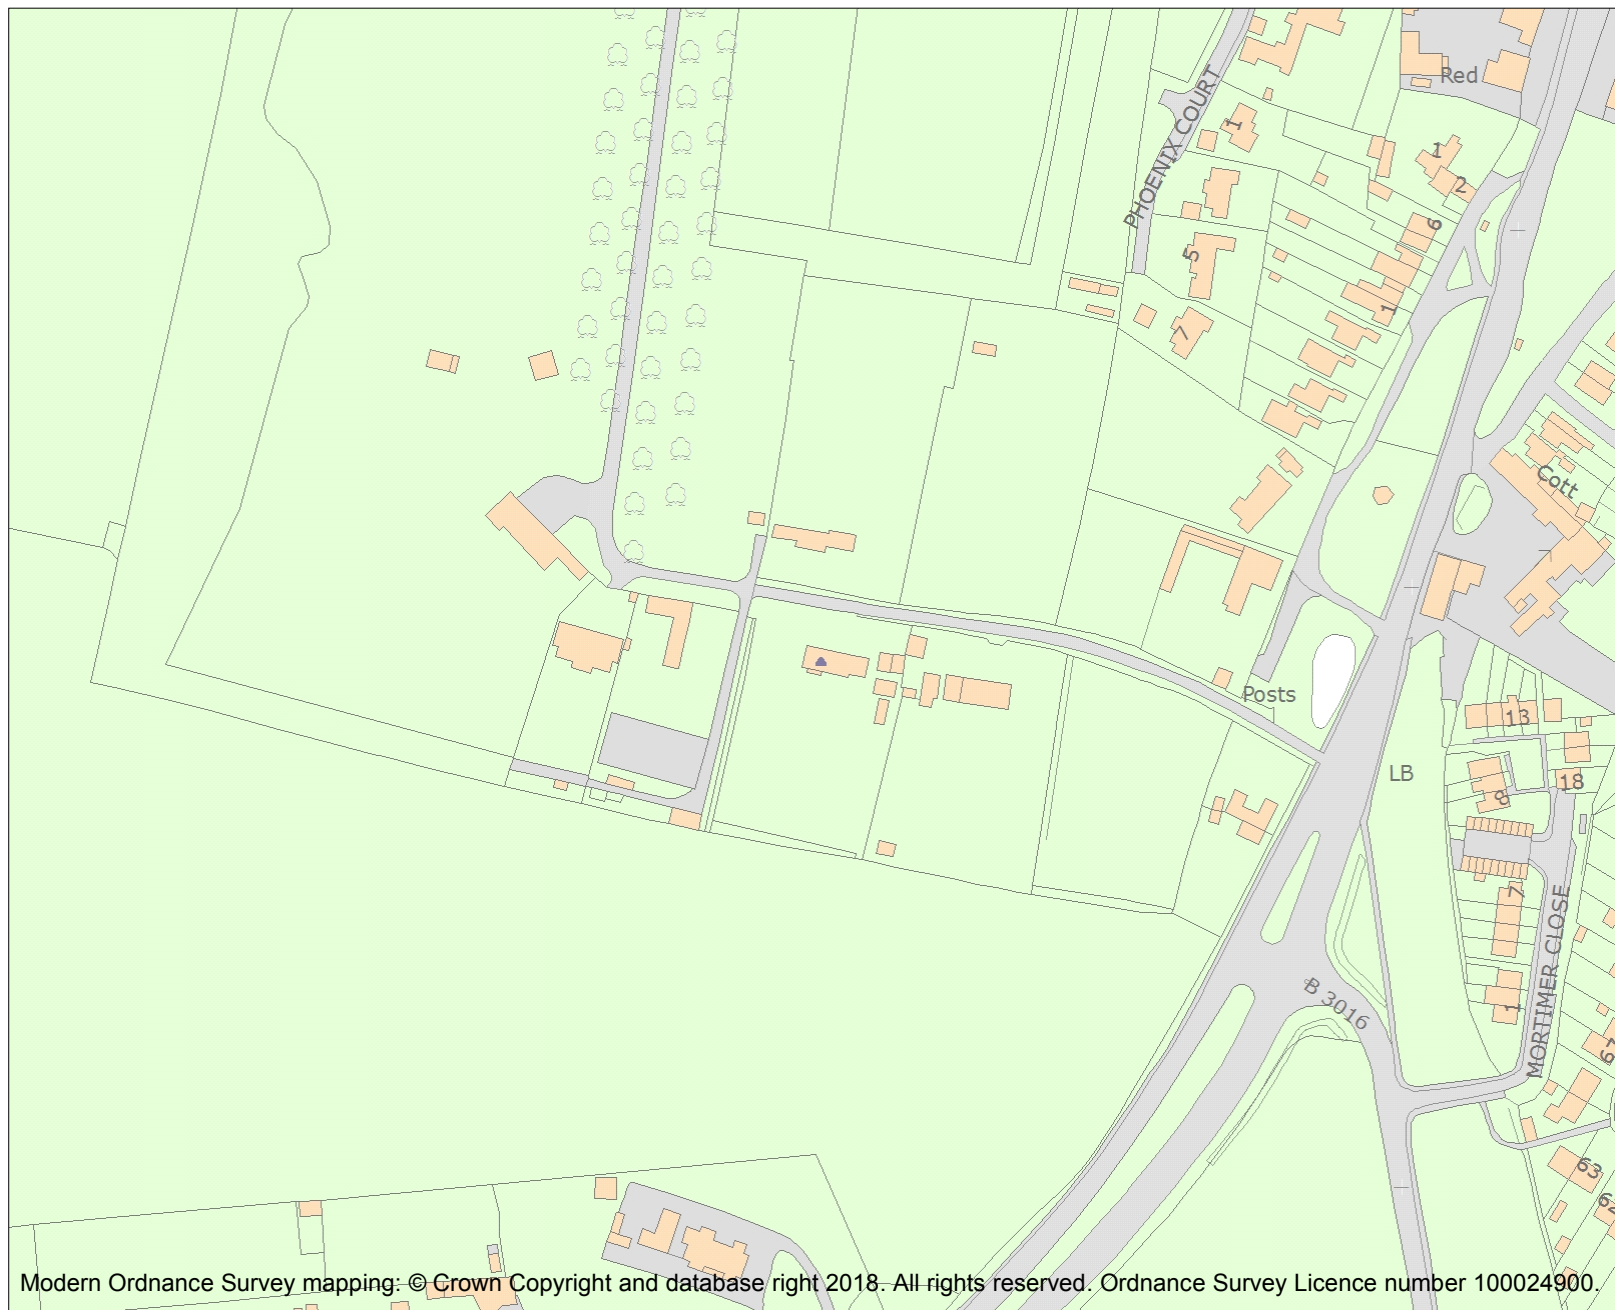 Red
PHOENIX COURT
1
1
2
6
5
1
7
Cott
Posts
13
LB
18
8
7
MORTIMER CLOSE
B 3016
1
63
Modern Ordnance Survey mapping: © Crown Copyright and database right 2018. All rights reserved. Ordnance Survey Licence number 100024900.